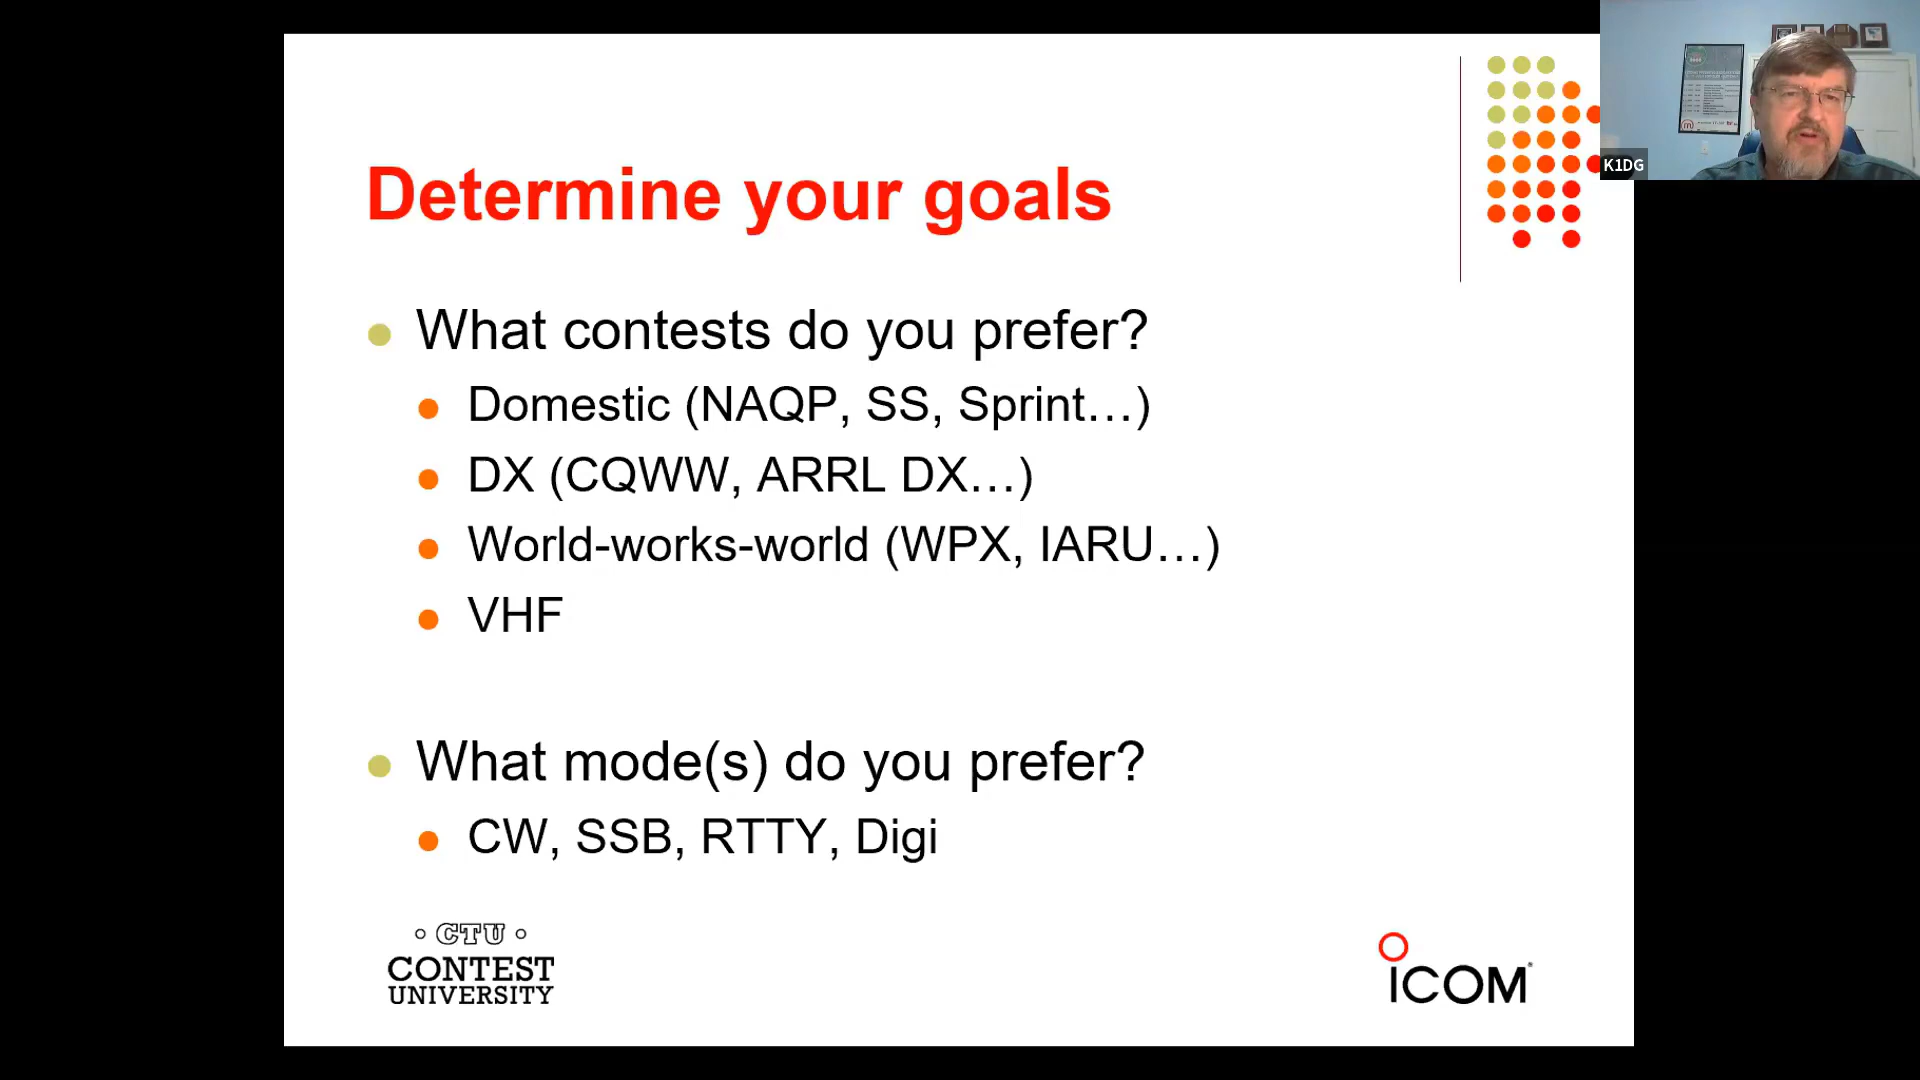 Determine your goals
What contests do you prefer?
Domestic (NAQP, SS, Sprint…)
DX (CQWW, ARRL DX…)
World-works-world (WPX, IARU…)
VHF
What mode(s) do you prefer?
CW, SSB, RTTY, Digi
CTU
CONTEST
UNIVERSITY
ICOM
K1DG